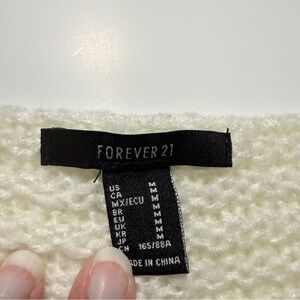 FOREVER 21
US M
CA M
MX/ECU M
BR M
EU M
UK M
KR M
JP M
CN 165/88A
MADE IN CHINA